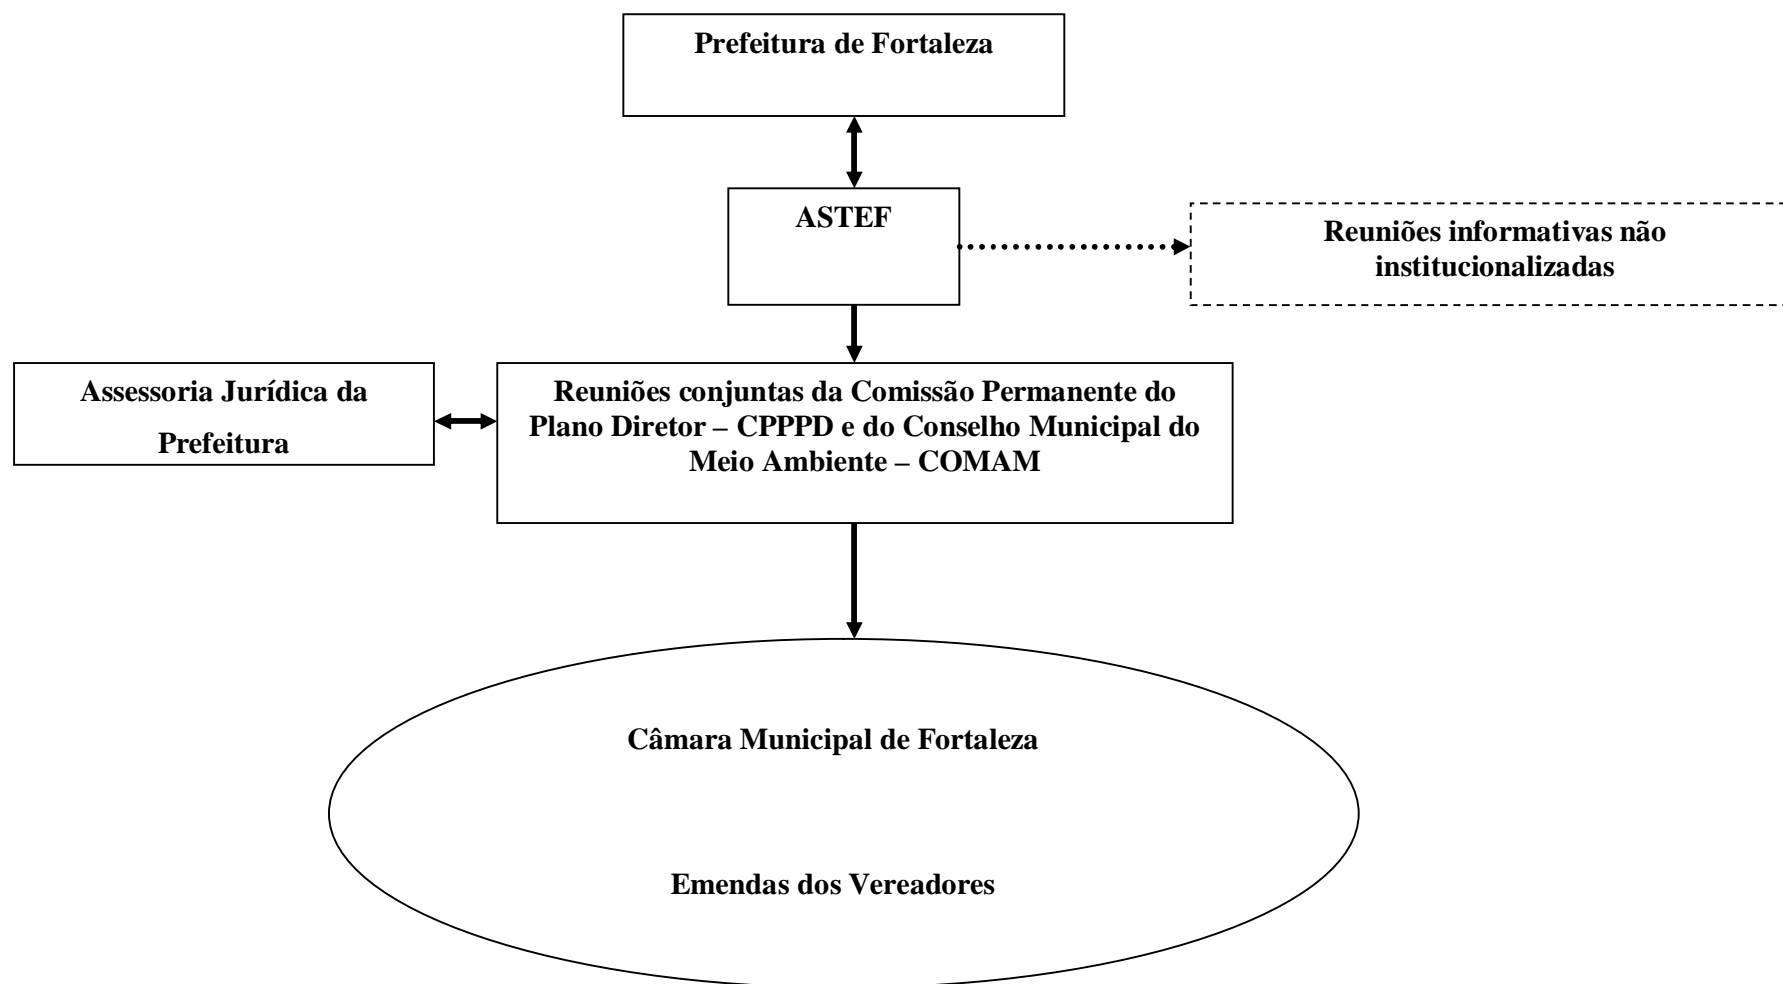 Prefeitura de Fortaleza
ASTEF
Reuniões informativas não
institucionalizadas
Assessoria Jurídica da
Prefeitura
Reuniões conjuntas da Comissão Permanente do
Plano Diretor – CPPPD e do Conselho Municipal do
Meio Ambiente – COMAM
Câmara Municipal de Fortaleza
Emendas dos Vereadores